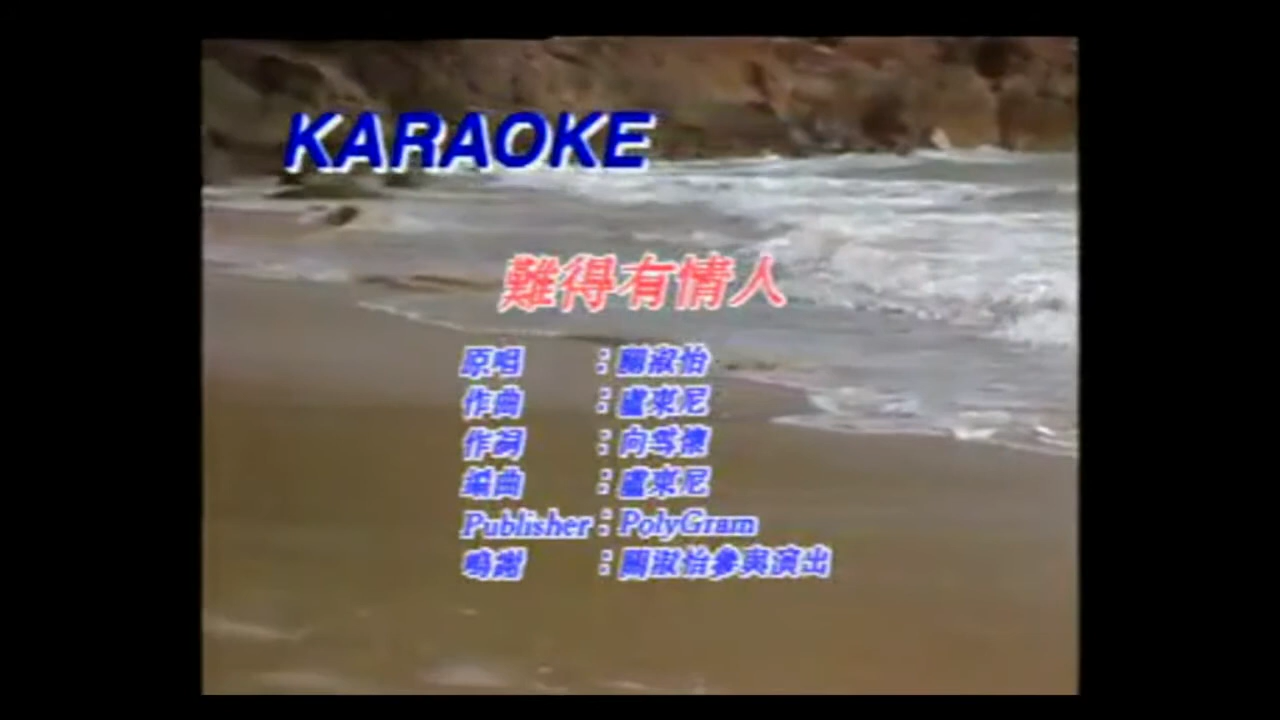 KARAOKE
難得有情人
原唱 : 關淑怡
作曲 : 盧東尼
作詞 : 向雪懷
編曲 : 盧東尼
Publisher : PolyGram
鳴謝 : 關淑怡參與演出